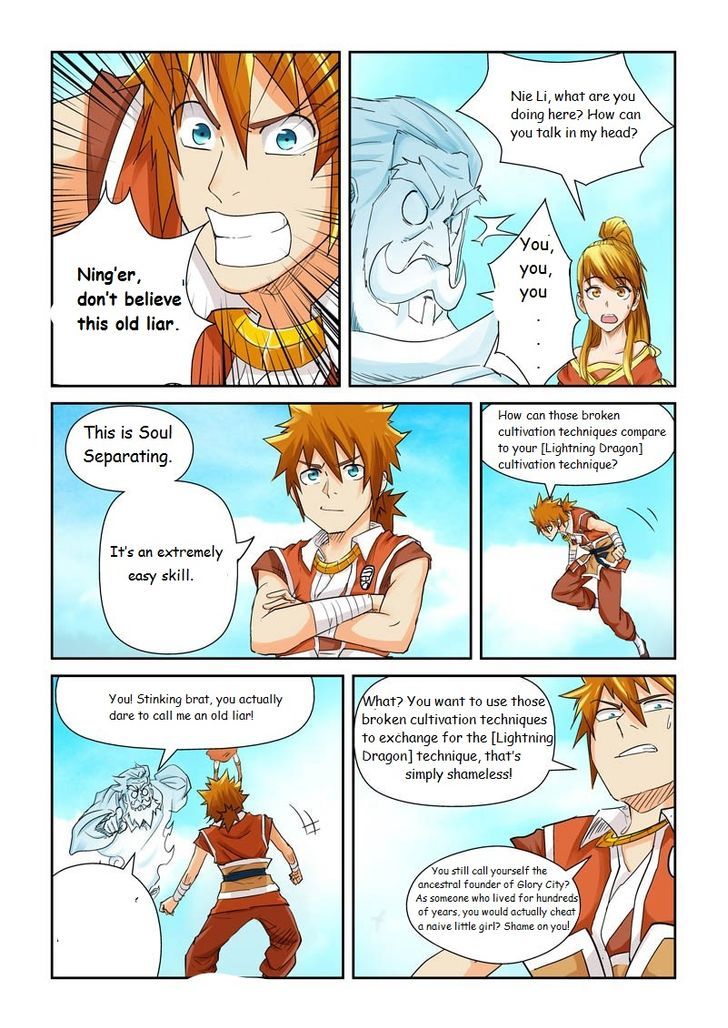 Ning'er,
don't believe
this old liar.
Nie Li, what are you
doing here? How can
you talk in my head?
You,
you,
you
.
.
.
This is Soul
Separating.
It's an extremely
easy skill.
How can those broken
cultivation techniques compare
to your [Lightning Dragon]
cultivation technique?
You! Stinking brat, you actually
dare to call me an old liar!
What? You want to use those
broken cultivation techniques
to exchange for the [Lightning
Dragon] technique, that's
simply shameless!
You still call yourself the
ancestral founder of Glory City?
As someone who lived for hundreds
of years, you would actually cheat
a naive little girl? Shame on you!